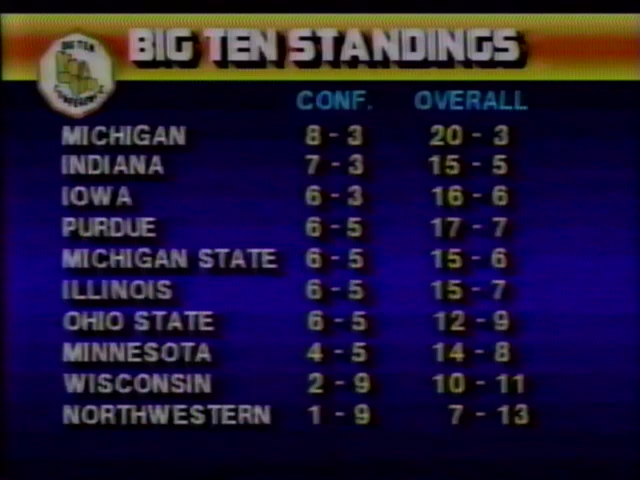 BIG TEN STANDINGS
BIG TEN
CONFERENCE
CONF. OVERALL
MICHIGAN 8 - 3 20 - 3
INDIANA 7 - 3 15 - 5
IOWA 6 - 3 16 - 6
PURDUE 6 - 5 17 - 7
MICHIGAN STATE 6 - 5 15 - 6
ILLINOIS 6 - 5 15 - 7
OHIO STATE 6 - 5 12 - 9
MINNESOTA 4 - 5 14 - 8
WISCONSIN 2 - 9 10 - 11
NORTHWESTERN 1 - 9 7 - 13